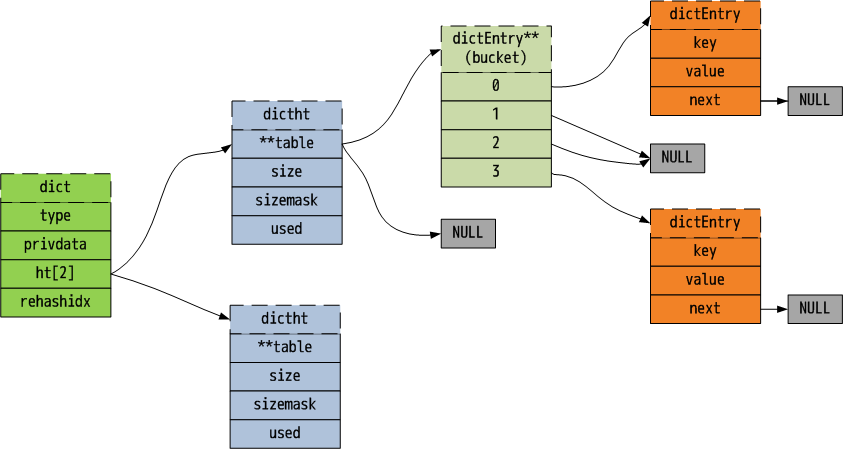 dict
type
privdata
ht[2]
rehashidx
dictht
**table
size
sizemask
used
dictht
**table
size
sizemask
used
dictEntry**
(bucket)
0
1
2
3
NULL
dictEntry
key
value
next
NULL
NULL
dictEntry
key
value
next
NULL